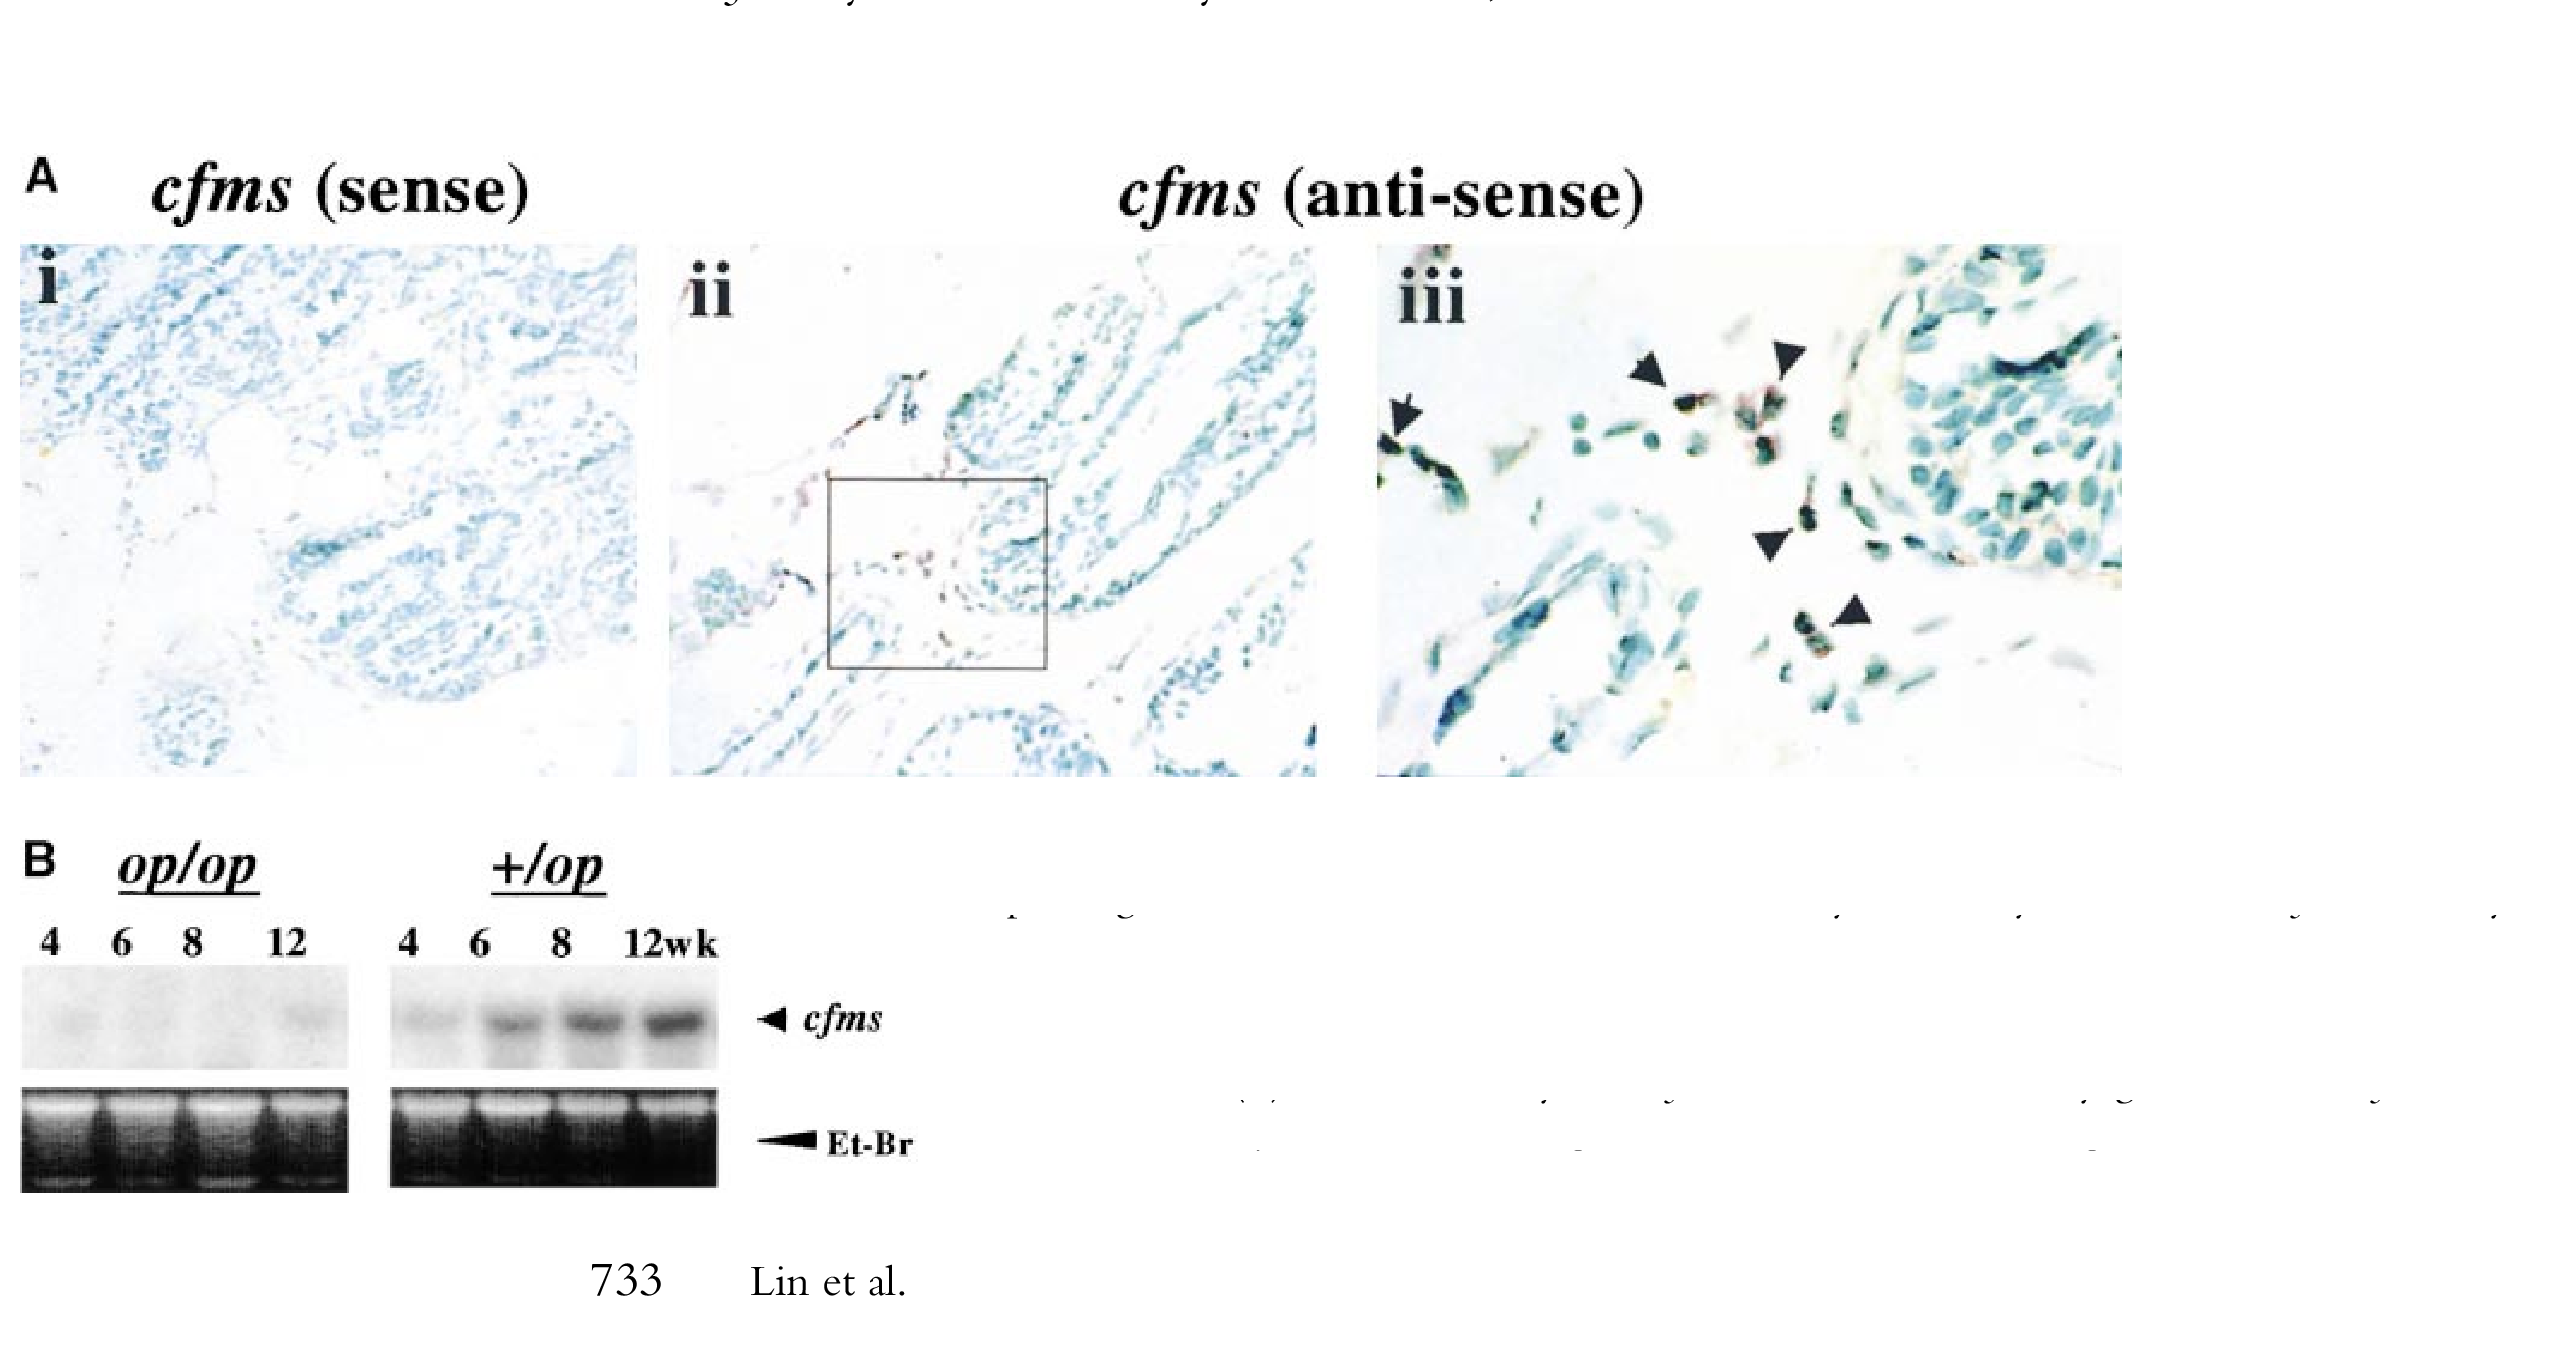 A cfms (sense) cfms (anti-sense)
i ii iii
B op/op +/op
4 6 8 12 4 6 8 12wk
cfms
Et-Br
733 Lin et al.